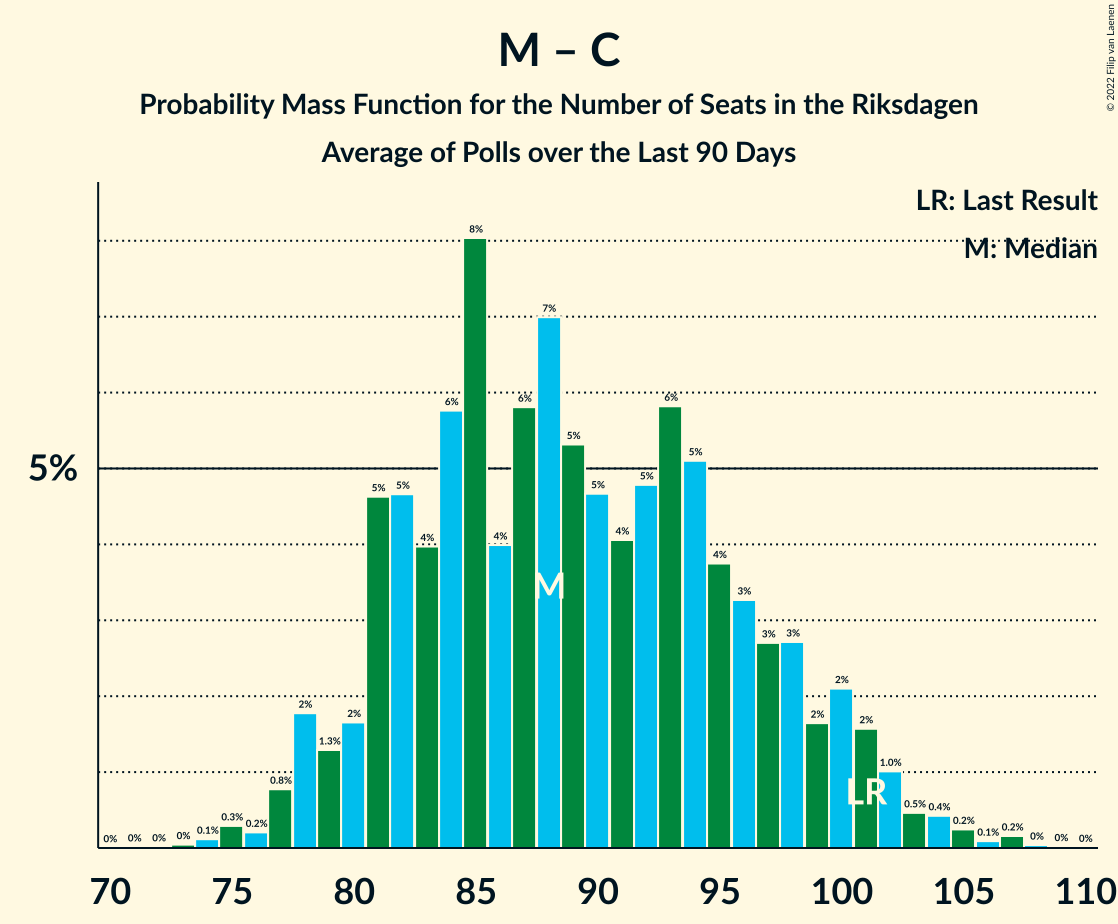 M – C
Probability Mass Function for the Number of Seats in the Riksdagen
Average of Polls over the Last 90 Days
© 2022 Filip van Laenen
LR: Last Result
M: Median
5%
0% 0% 0% 0% 0.1% 0.3% 0.2% 0.8% 2% 1.3% 2% 5% 5% 4% 6% 8% 4% 6% 7% 5% 5% 4% 5% 6% 5% 4% 3% 3% 3% 2% 2% 2% 1.0% 0.5% 0.4% 0.2% 0.1% 0.2% 0% 0% 0%
M
LR
70 75 80 85 90 95 100 105 110